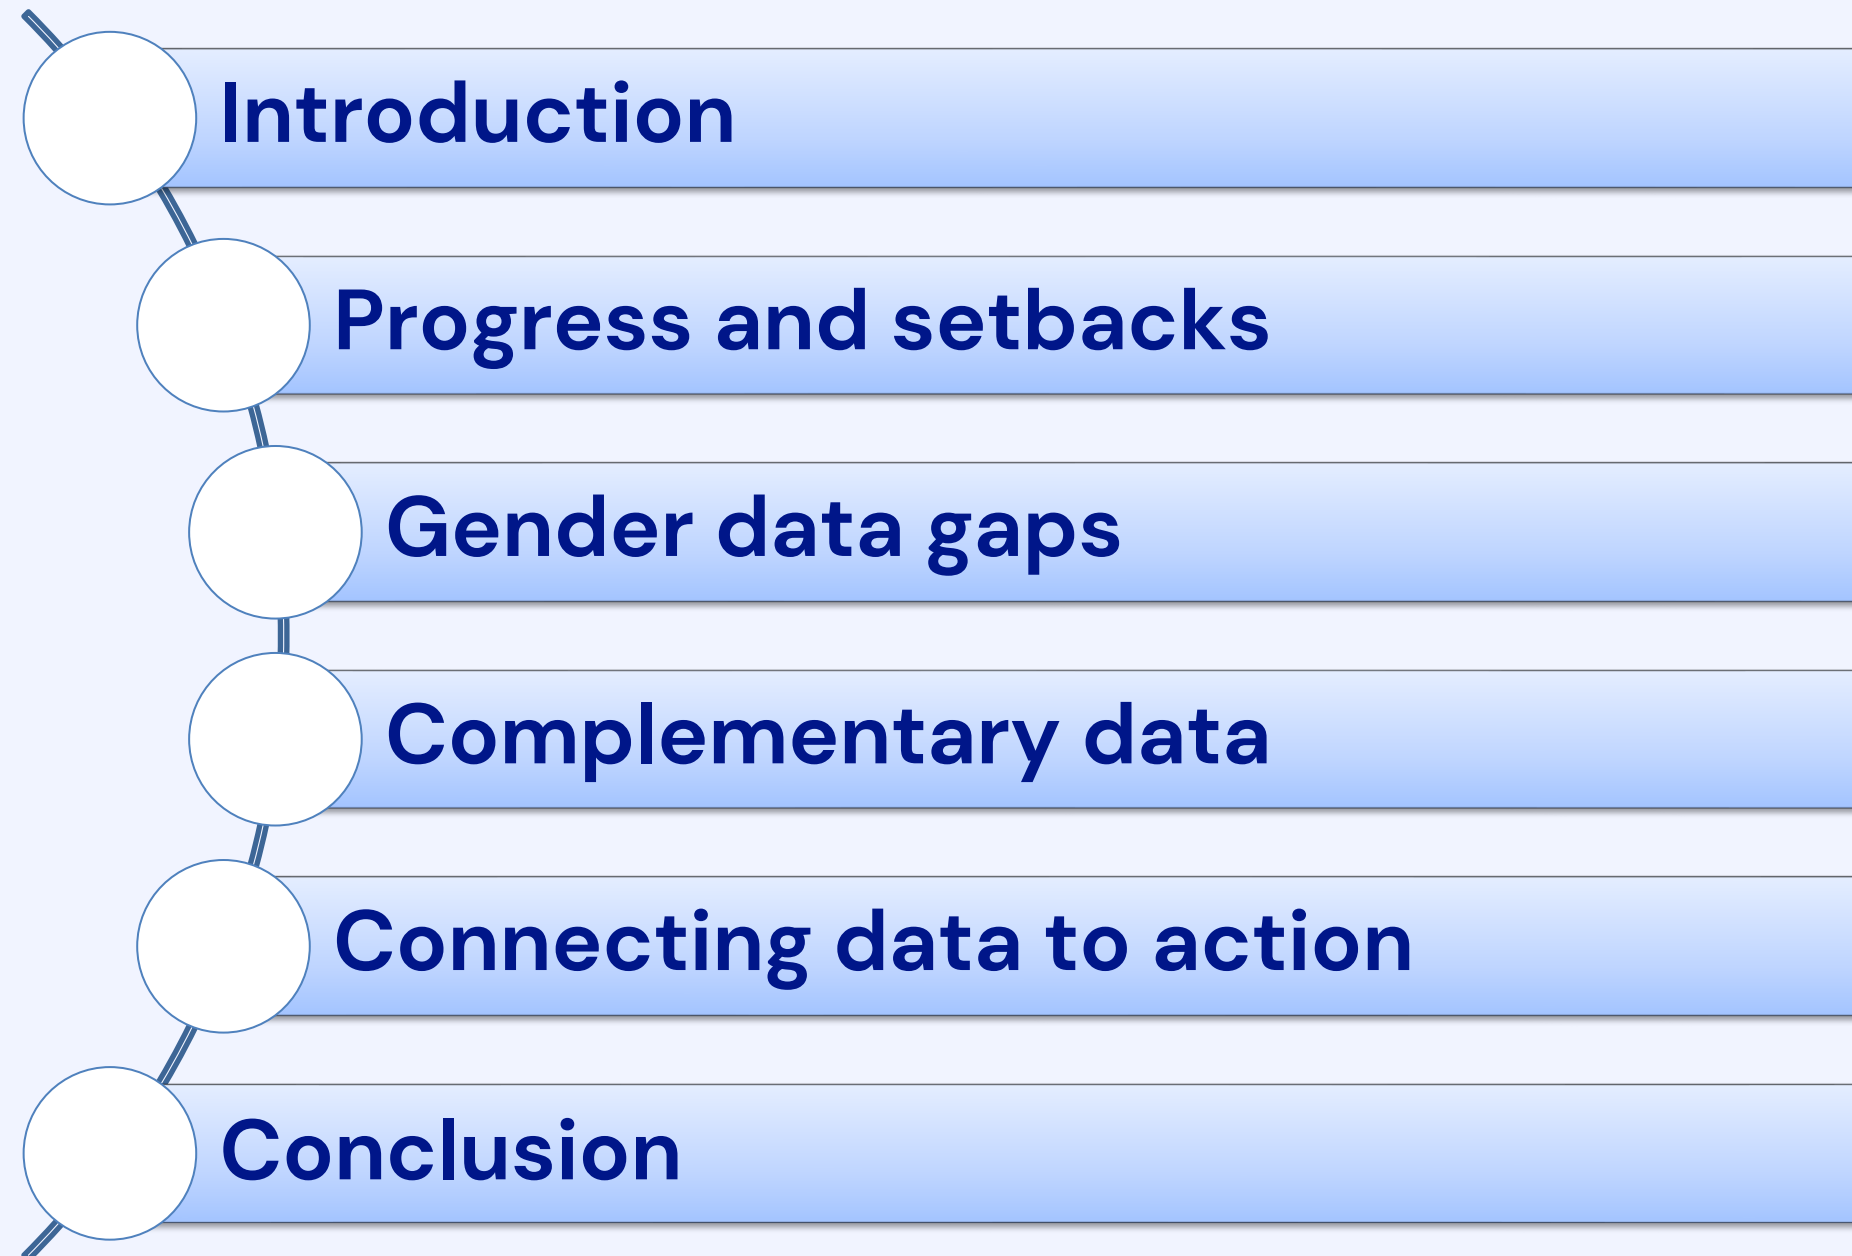 Introduction
Progress and setbacks
Gender data gaps
Complementary data
Connecting data to action
Conclusion